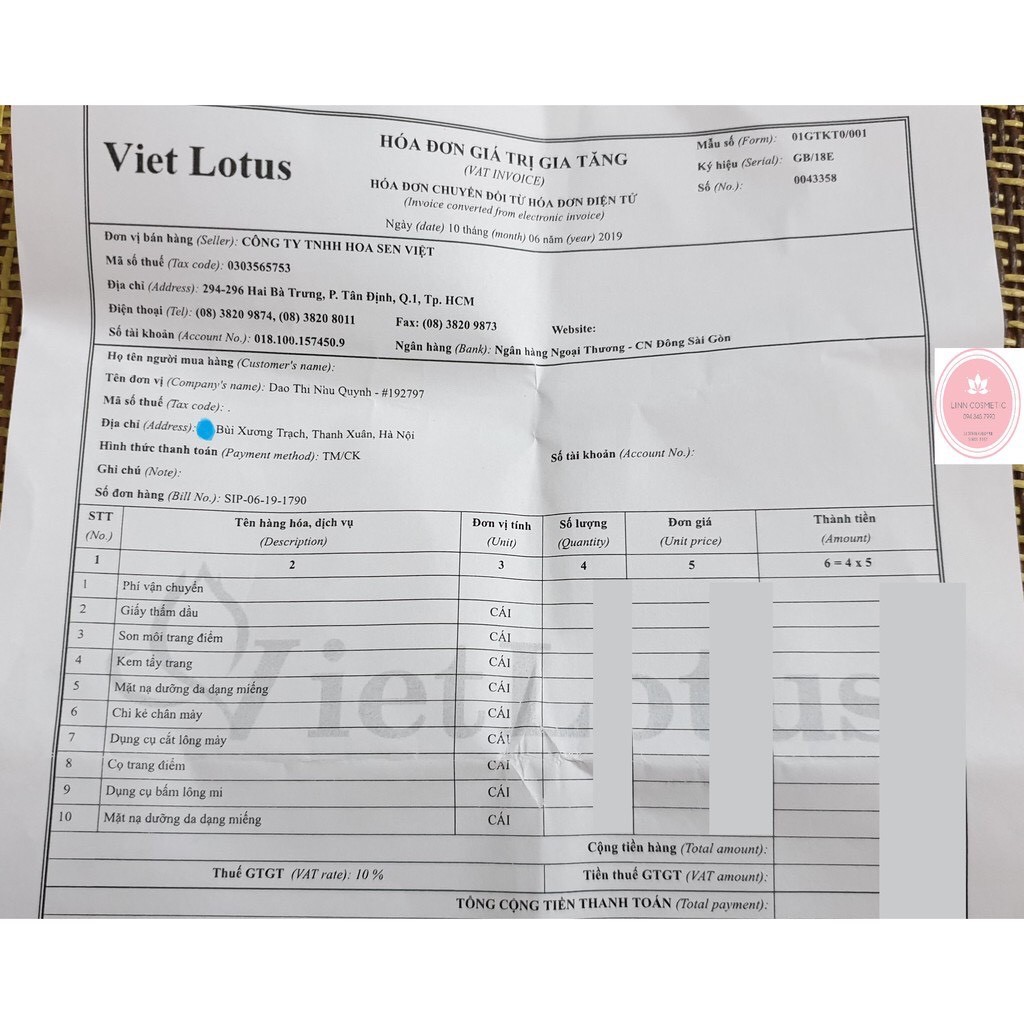 Viet Lotus
HÓA ĐƠN GIÁ TRỊ GIA TĂNG
(VAT INVOICE)
HÓA ĐƠN CHUYỂN ĐỔI TỪ HÓA ĐƠN ĐIỆN TỬ
(Invoice converted from electronic invoice)
Ngày (date) 10 tháng (month) 06 năm (year) 2019
Mẫu số (Form): 01GTKT0/001
Ký hiệu (Serial): GB/18E
Số (No.): 0043358
Đơn vị bán hàng (Seller): CÔNG TY TNHH HOA SEN VIỆT
Mã số thuế (Tax code): 0303565753
Địa chỉ (Address): 294-296 Hai Bà Trưng, P. Tân Định, Q.1, Tp. HCM
Điện thoại (Tel): (08) 3820 9874, (08) 3820 8011 Fax: (08) 3820 9873 Website:
Số tài khoản (Account No.): 018.100.157450.9 Ngân hàng (Bank): Ngân hàng Ngoại Thương - CN Đông Sài Gòn
Họ tên người mua hàng (Customer's name):
Tên đơn vị (Company's name): Dao Thi Nhu Quynh - #192797
Mã số thuế (Tax code): .
Địa chỉ (Address): Bùi Xương Trạch, Thanh Xuân, Hà Nội
Hình thức thanh toán (Payment method): TM/CK Số tài khoản (Account No.):
Ghi chú (Note):
Số đơn hàng (Bill No.): SIP-06-19-1790
STT Tên hàng hóa, dịch vụ Đơn vị tính Số lượng Đơn giá Thành tiền
(No.) (Description) (Unit) (Quantity) (Unit price) (Amount)
1 2 3 4 5 6 = 4 x 5
1 Phí vận chuyển
2 Giấy thấm dầu CÁI
3 Son môi trang điểm CÁI
4 Kem tẩy trang CÁI
5 Mặt nạ dưỡng da dạng miếng CÁI
6 Chì kẻ chân mày CÁI
7 Dụng cụ cắt lông mày CÁI
8 Cọ trang điểm CÁI
9 Dụng cụ bấm lông mi CÁI
10 Mặt nạ dưỡng da dạng miếng CÁI
Viet Lotus
Cộng tiền hàng (Total amount):
Thuế GTGT (VAT rate): 10 % Tiền thuế GTGT (VAT amount):
TỔNG CỘNG TIỀN THANH TOÁN (Total payment):
LINN COSMETIC